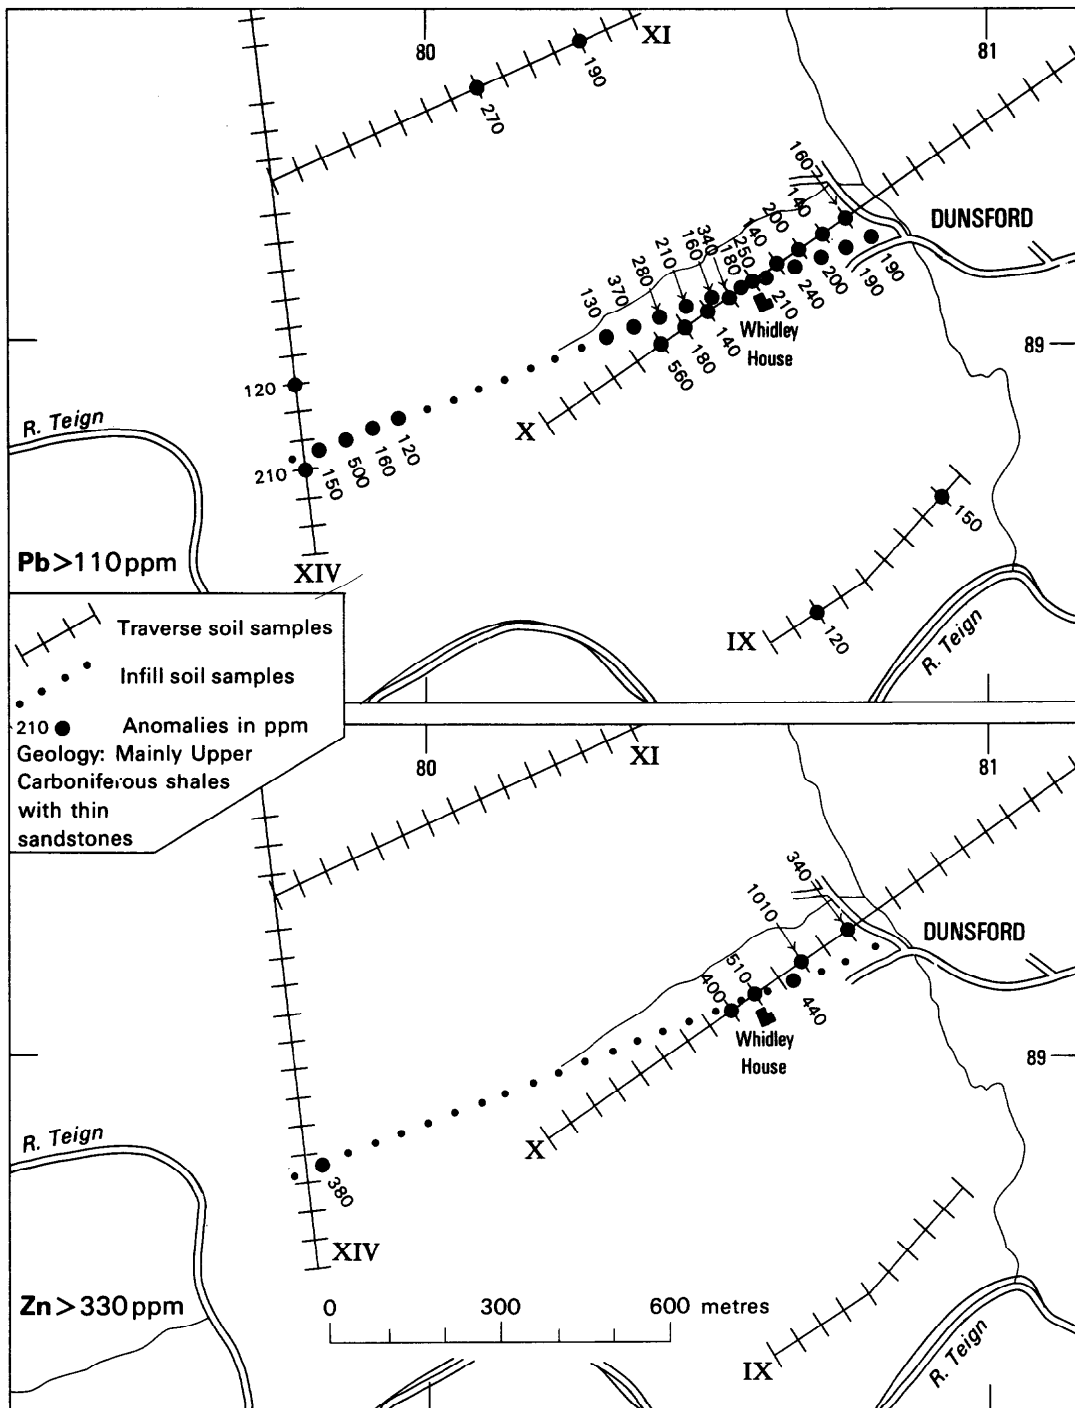 80
XI
81
190
270
160
DUNSFORD
140
200
140
250
340
180
160
210
280
370
130
190
190
200
240
210
Whidley
House
140
180
560
89
120
X
R. Teign
210
150
500
160
120
150
Pb>110ppm
XIV
IX
120
R. Teign
Traverse soil samples
Infill soil samples
210 Anomalies in ppm
Geology: Mainly Upper
Carboniferous shales
with thin
sandstones
80
XI
81
340
1010
DUNSFORD
510
400
440
Whidley
House
89
R. Teign
X
380
XIV
Zn>330ppm
0 300 600 metres
IX
R. Teign